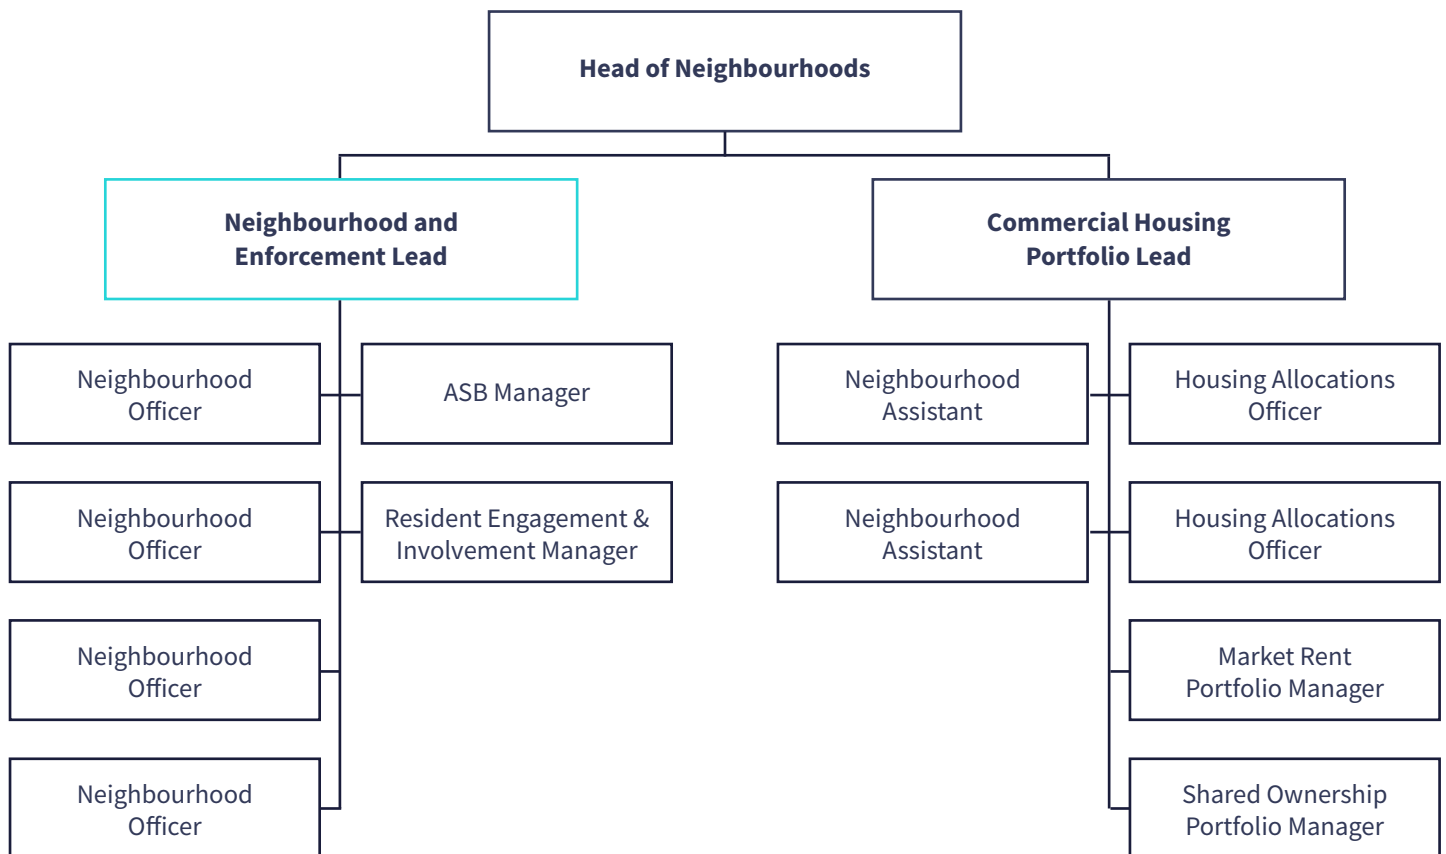 Head of Neighbourhoods
Neighbourhood and
Enforcement Lead
Commercial Housing
Portfolio Lead
Neighbourhood
Officer
ASB Manager
Neighbourhood
Assistant
Housing Allocations
Officer
Neighbourhood
Officer
Resident Engagement &
Involvement Manager
Neighbourhood
Assistant
Housing Allocations
Officer
Neighbourhood
Officer
Market Rent
Portfolio Manager
Neighbourhood
Officer
Shared Ownership
Portfolio Manager